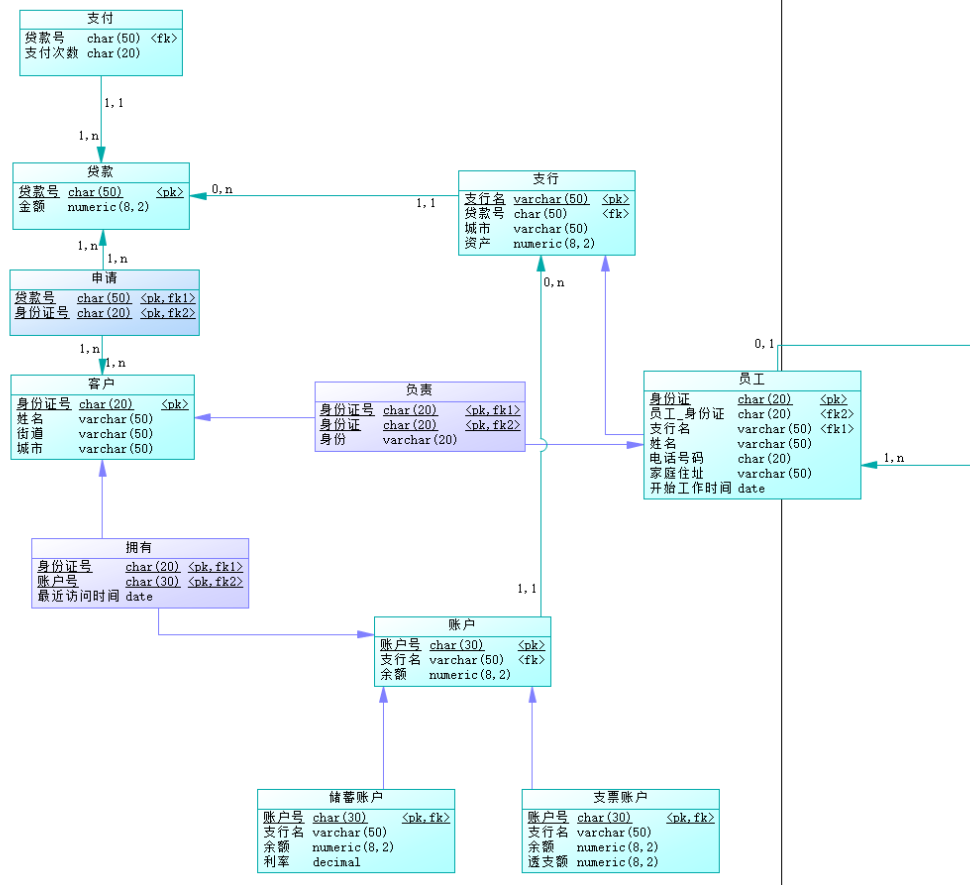 支付
贷款号 char(50) <fk>
支付次数 char(20)
1,1
1,n
贷款
贷款号 char(50) <pk>
金额 numeric(8,2)
0,n
1,1
支行
支行名 varchar(50) <pk>
贷款号 char(50) <fk>
城市 varchar(50)
资产 numeric(8,2)
1,n
1,n
申请
贷款号 char(50) <pk,fk1>
身份证号 char(20) <pk,fk2>
0,n
1,n
1,n
客户
身份证号 char(20) <pk>
姓名 varchar(50)
街道 varchar(50)
城市 varchar(50)
负责
身份证号 char(20) <pk,fk1>
身份证 char(20) <pk,fk2>
身份 varchar(20)
0,1
员工
身份证 char(20) <pk>
员工_身份证 char(20) <fk2>
支行名 varchar(50) <fk1>
姓名 varchar(50)
电话号码 char(20)
家庭住址 varchar(50)
开始工作时间 date
1,n
拥有
身份证号 char(20) <pk,fk1>
账户号 char(30) <pk,fk2>
最近访问时间 date
1,1
账户
账户号 char(30) <pk>
支行名 varchar(50) <fk>
余额 numeric(8,2)
储蓄账户
账户号 char(30) <pk,fk>
支行名 varchar(50)
余额 numeric(8,2)
利率 decimal
支票账户
账户号 char(30) <pk,fk>
支行名 varchar(50)
余额 numeric(8,2)
透支额 numeric(8,2)